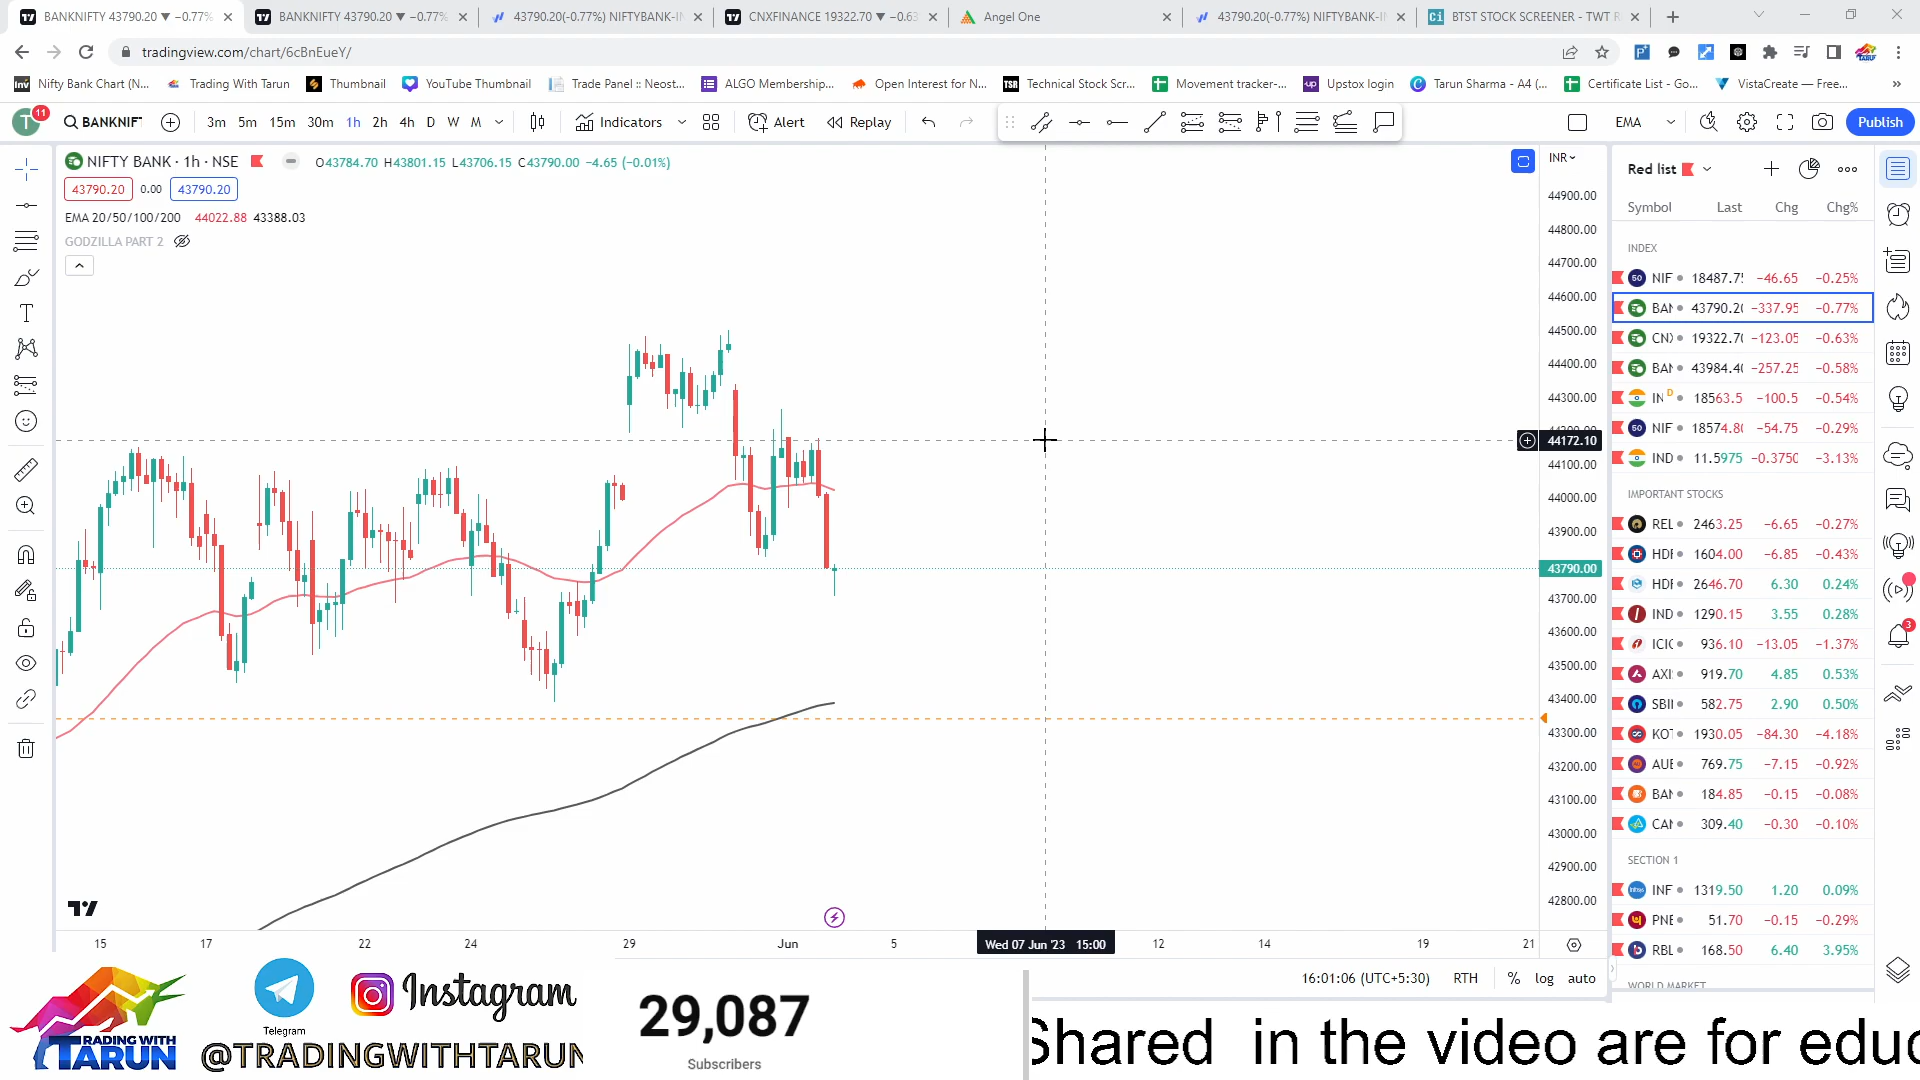 BANKNIFTY 43790.20 ▼ −0.77%
BANKNIFTY 43790.20 ▼ −0.77%
43790.20(-0.77%) NIFTYBANK-IN
CNXFINANCE 19322.70 ▼ −0.63
Angel One
43790.20(-0.77%) NIFTYBANK-IN
BTST STOCK SCREENER - TWT R
tradingview.com/chart/6cBnEueY/
Nifty Bank Chart (N...
Trading With Tarun
Thumbnail
YouTube Thumbnail
Trade Panel :: Neost...
ALGO Membership...
Open Interest for N...
TSR Technical Stock Scr...
Movement tracker-...
up Upstox login
Tarun Sharma - A4 (...
Certificate List - Go...
VistaCreate — Free...
T 11
BANKNIF
3m 5m 15m 30m 1h 2h 4h D W M
Indicators
Alert
Replay
EMA
Publish
NIFTY BANK · 1h · NSE
O43784.70 H43801.15 L43706.15 C43790.00 −4.65 (−0.01%)
43790.20 0.00 43790.20
EMA 20/50/100/200 44022.88 43388.03
GODZILLA PART 2
INR
44900.00
44800.00
44700.00
44600.00
44500.00
44400.00
44300.00
44172.10
44100.00
44000.00
43900.00
43790.00
43700.00
43600.00
43500.00
43400.00
43300.00
43200.00
43100.00
43000.00
42900.00
42800.00
15 17 22 24 29 Jun 5 Wed 07 Jun '23 15:00 12 14 19 21
16:01:06 (UTC+5:30) RTH % log auto
Red list
Symbol Last Chg Chg%
INDEX
NIF 18487.75 −46.65 −0.25%
BAN 43790.20 −337.95 −0.77%
CNX 19322.70 −123.05 −0.63%
BAN 43984.40 −257.25 −0.58%
IN D 18563.5 −100.5 −0.54%
NIF 18574.80 −54.75 −0.29%
IND 11.5975 −0.3750 −3.13%
IMPORTANT STOCKS
REL 2463.25 −6.65 −0.27%
HDF 1604.00 −6.85 −0.43%
HDF 2646.70 6.30 0.24%
IND 1290.15 3.55 0.28%
ICIC 936.10 −13.05 −1.37%
AXI 919.70 4.85 0.53%
SBI 582.75 2.90 0.50%
KOT 1930.05 −84.30 −4.18%
AUB 769.75 −7.15 −0.92%
BAN 184.85 −0.15 −0.08%
CAN 309.40 −0.30 −0.10%
SECTION 1
INF 1319.50 1.20 0.09%
PNB 51.70 −0.15 −0.29%
RBL 168.50 6.40 3.95%
WORLD MARKET
3
TRADING WITH
TARUN
Telegram
Instagram
@TRADINGWITHTARUN
29,087
Subscribers
Shared in the video are for educ